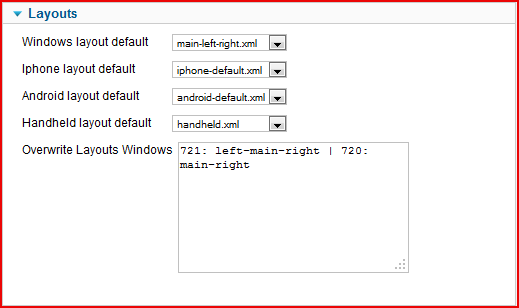 Layouts
Windows layout default main-left-right.xml
Iphone layout default iphone-default.xml
Android layout default android-default.xml
Handheld layout default handheld.xml
Overwrite Layouts Windows 721: left-main-right | 720:
main-right